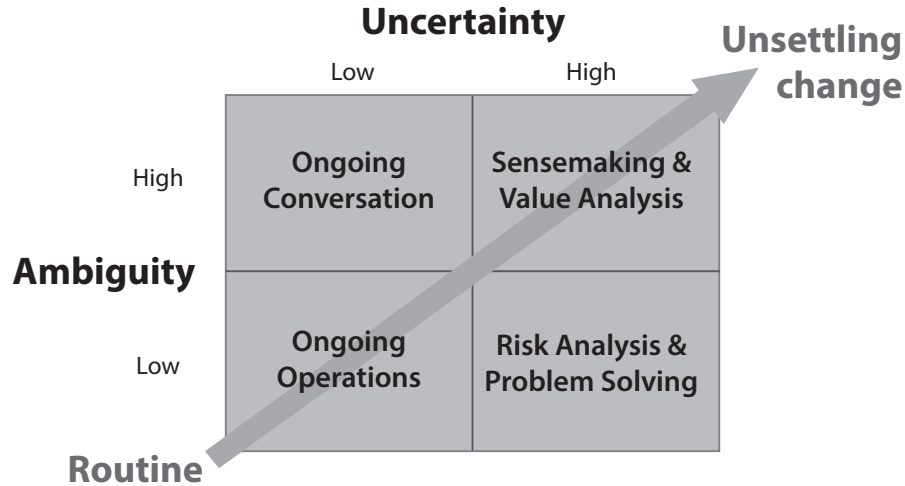 Uncertainty
Unsettling
change
Low
High
High
Ongoing
Conversation
Sensemaking &
Value Analysis
Ambiguity
Low
Ongoing
Operations
Risk Analysis &
Problem Solving
Routine